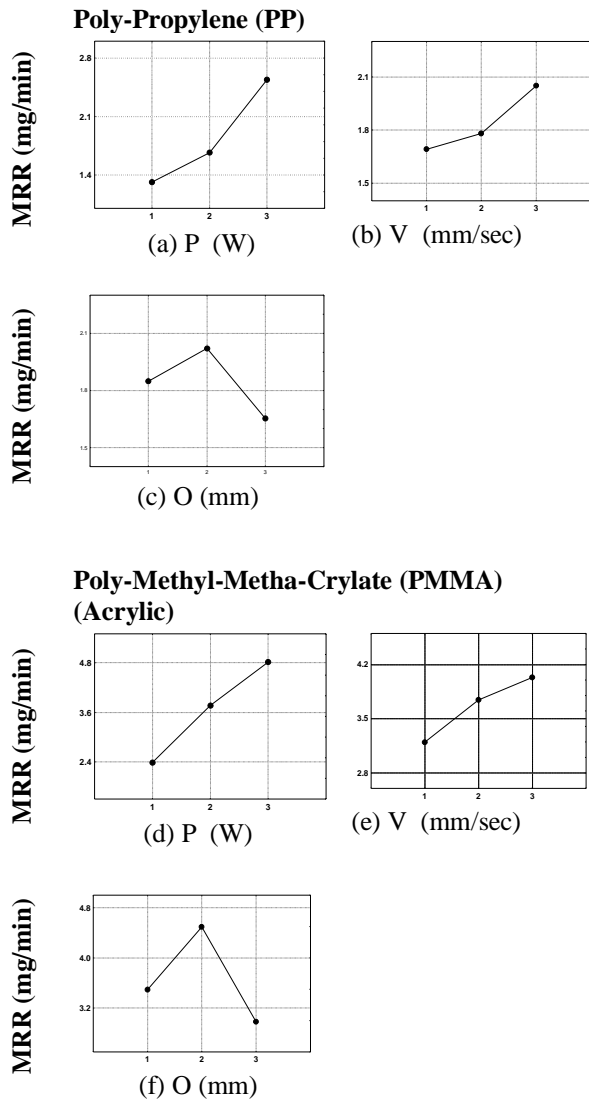 Poly-Propylene (PP)
MRR (mg/min)
2.8
2.1
1.4
1 2 3
(a) P (W)
2.1
1.8
1.5
1 2 3
(b) V (mm/sec)
MRR (mg/min)
2.1
1.8
1.5
1 2 3
(c) O (mm)
Poly-Methyl-Metha-Crylate (PMMA)
(Acrylic)
MRR (mg/min)
4.8
3.6
2.4
1 2 3
(d) P (W)
4.2
3.5
2.8
1 2 3
(e) V (mm/sec)
MRR (mg/min)
4.8
4.0
3.2
1 2 3
(f) O (mm)